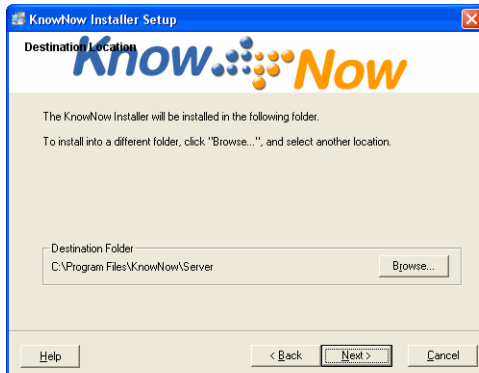 KnowNow Installer Setup
Destination Location
Know Now
The KnowNow Installer will be installed in the following folder.
To install into a different folder, click "Browse...", and select another location.
Destination Folder
C:\Program Files\KnowNow\Server
Browse...
Help
< Back
Next >
Cancel